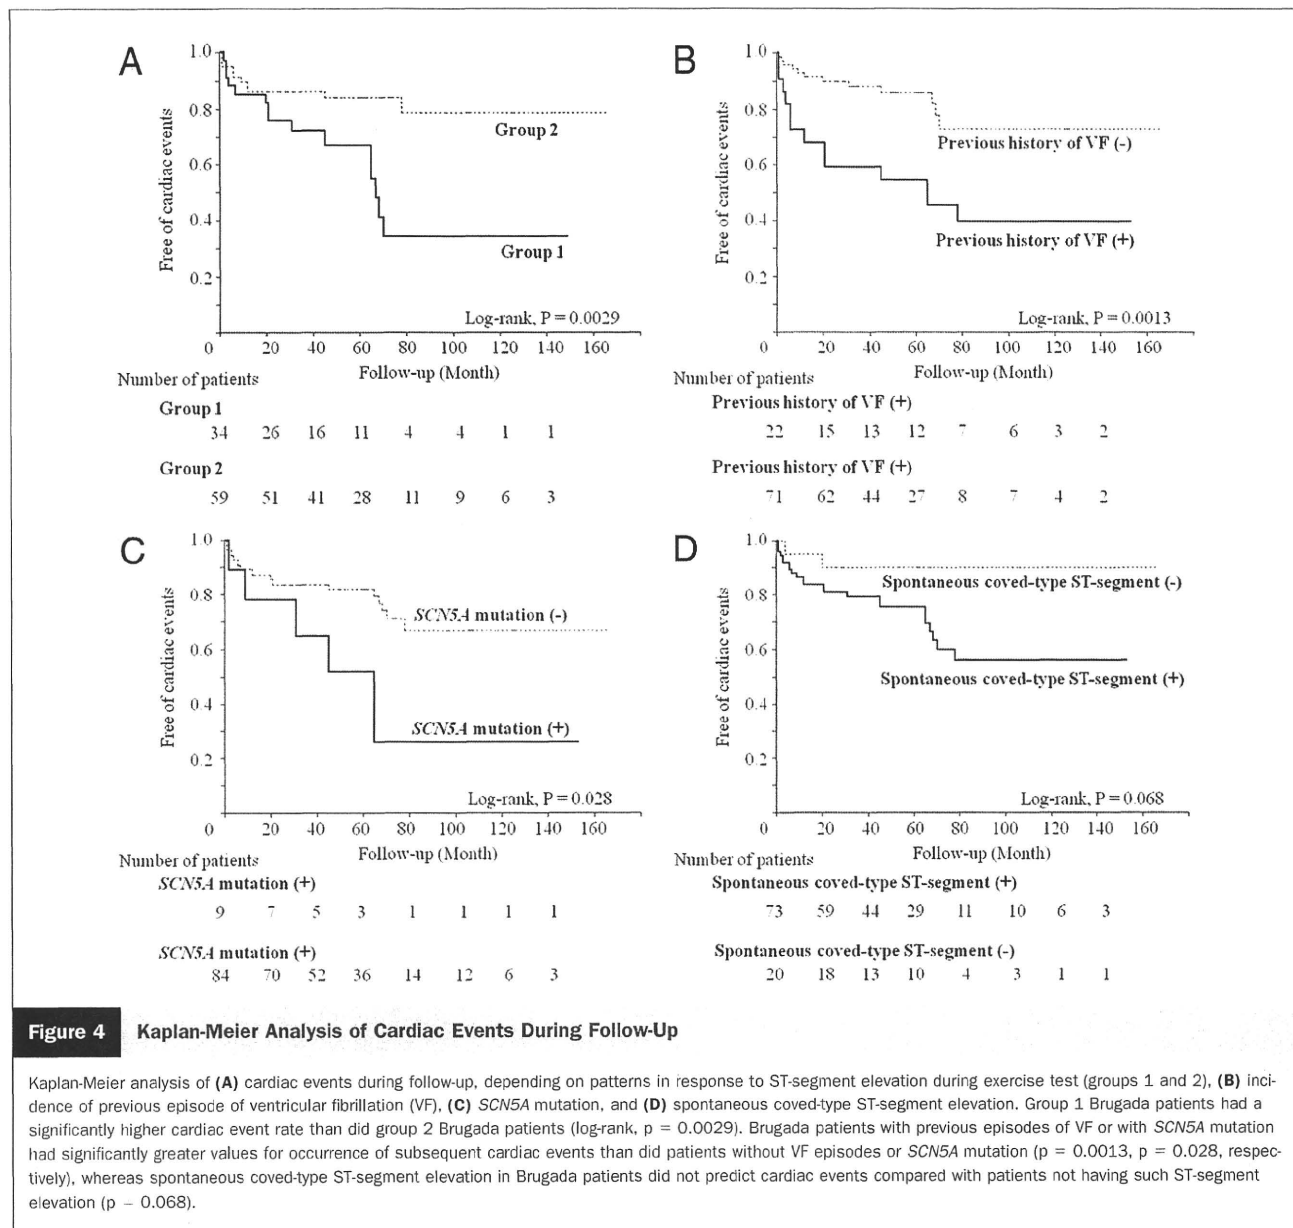 A
1.0
0.8
0.6
0.4
0.2
Free of cardiac events
Group 2
Group 1
Log-rank, P = 0.0029
0 20 40 60 80 100 120 140 160
Follow-up (Month)
Number of patients
Group 1
34 26 16 11 4 4 1 1
Group 2
59 51 41 28 11 9 6 3
B
1.0
0.8
0.6
0.4
0.2
Free of cardiac events
Previous history of VF (-)
Previous history of VF (+)
Log-rank, P = 0.0013
0 20 40 60 80 100 120 140 160
Follow-up (Month)
Number of patients
Previous history of VF (+)
22 15 13 12 7 6 3 2
Previous history of VF (+)
71 62 44 27 8 7 4 2
C
1.0
0.8
0.6
0.4
0.2
Free of cardiac events
SCN5A mutation (-)
SCN5A mutation (+)
Log-rank, P = 0.028
0 20 40 60 80 100 120 140 160
Follow-up (Month)
Number of patients
SCN5A mutation (+)
9 7 5 3 1 1 1 1
SCN5A mutation (+)
84 70 52 36 14 12 6 3
D
1.0
0.8
0.6
0.4
0.2
Free of cardiac events
Spontaneous coved-type ST-segment (-)
Spontaneous coved-type ST-segment (+)
Log-rank, P = 0.068
0 20 40 60 80 100 120 140 160
Follow-up (Month)
Number of patients
Spontaneous coved-type ST-segment (+)
73 59 44 29 11 10 6 3
Spontaneous coved-type ST-segment (-)
20 18 13 10 4 3 1 1
Figure 4 Kaplan-Meier Analysis of Cardiac Events During Follow-Up
Kaplan-Meier analysis of (A) cardiac events during follow-up, depending on patterns in response to ST-segment elevation during exercise test (groups 1 and 2), (B) inci-
dence of previous episode of ventricular fibrillation (VF), (C) SCN5A mutation, and (D) spontaneous coved-type ST-segment elevation. Group 1 Brugada patients had a
significantly higher cardiac event rate than did group 2 Brugada patients (log-rank, p = 0.0029). Brugada patients with previous episodes of VF or with SCN5A mutation
had significantly greater values for occurrence of subsequent cardiac events than did patients without VF episodes or SCN5A mutation (p = 0.0013, p = 0.028, respec-
tively), whereas spontaneous coved-type ST-segment elevation in Brugada patients did not predict cardiac events compared with patients not having such ST-segment
elevation (p – 0.068).